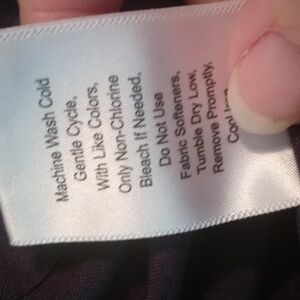 Machine Wash Cold
Gentle Cycle,
With Like Colors,
Only Non-Chlorine
Bleach If Needed,
Do Not Use
Fabric Softeners,
Tumble Dry Low,
Remove Promptly,
Cool